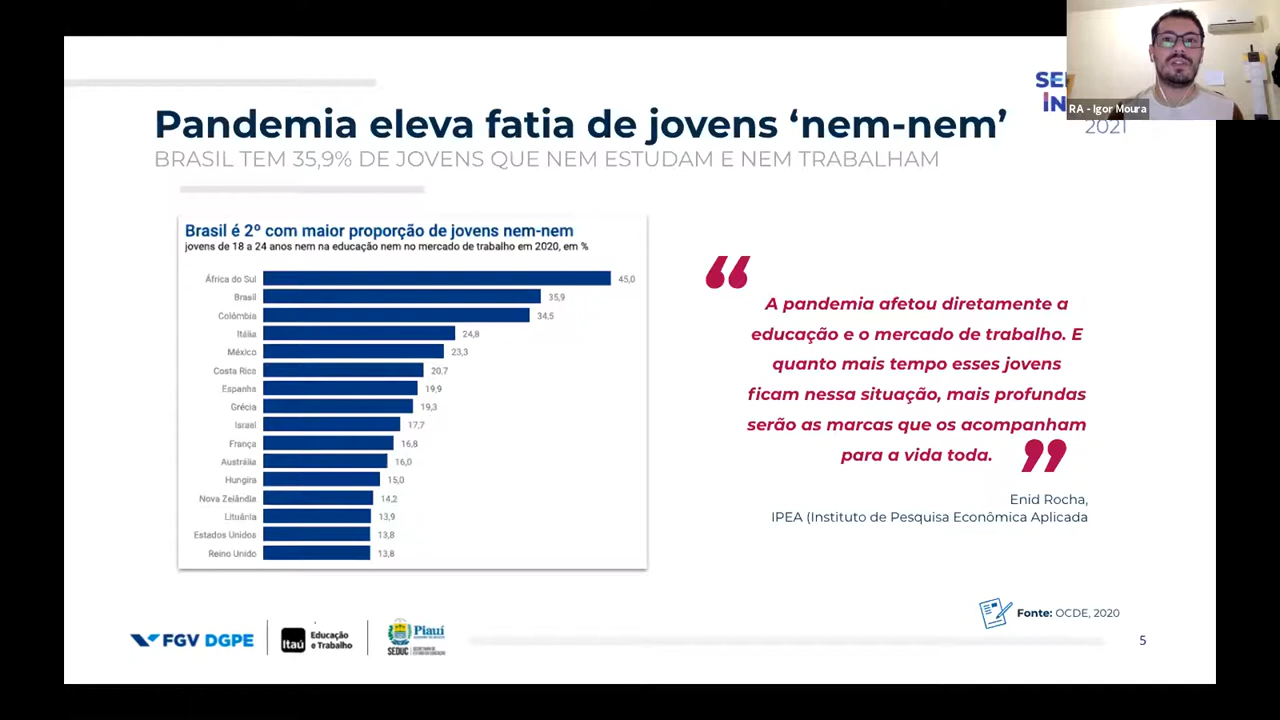 RA - Igor Moura
2021
Pandemia eleva fatia de jovens ‘nem-nem’
BRASIL TEM 35,9% DE JOVENS QUE NEM ESTUDAM E NEM TRABALHAM
Brasil é 2º com maior proporção de jovens nem-nem
jovens de 18 a 24 anos nem na educação nem no mercado de trabalho em 2020, em %
África do Sul 45,0
Brasil 35,9
Colômbia 34,5
Itália 24,8
México 23,3
Costa Rica 20,7
Espanha 19,9
Grécia 19,3
Israel 17,7
França 16,8
Austrália 16,0
Hungria 15,0
Nova Zelândia 14,2
Lituânia 13,9
Estados Unidos 13,8
Reino Unido 13,8
“
A pandemia afetou diretamente a
educação e o mercado de trabalho. E
quanto mais tempo esses jovens
ficam nessa situação, mais profundas
serão as marcas que os acompanham
para a vida toda. ”
Enid Rocha,
IPEA (Instituto de Pesquisa Econômica Aplicada
Fonte: OCDE, 2020
FGV DGPE
Itaú
Educação
e Trabalho
Piauí
SEDUC
5